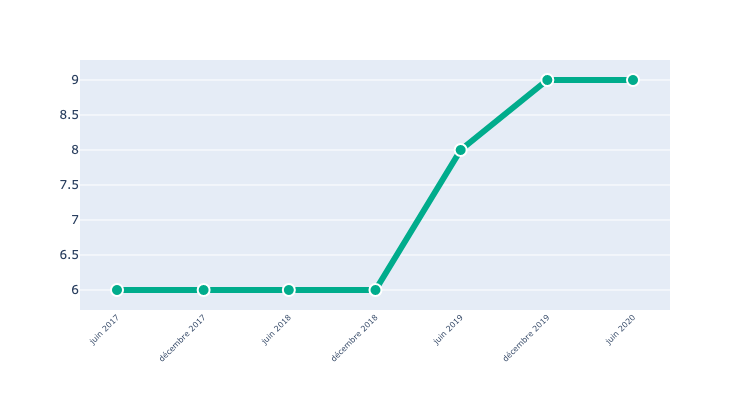 9
8.5
8
7.5
7
6.5
6
juin 2017
décembre 2017
juin 2018
décembre 2018
juin 2019
décembre 2019
juin 2020